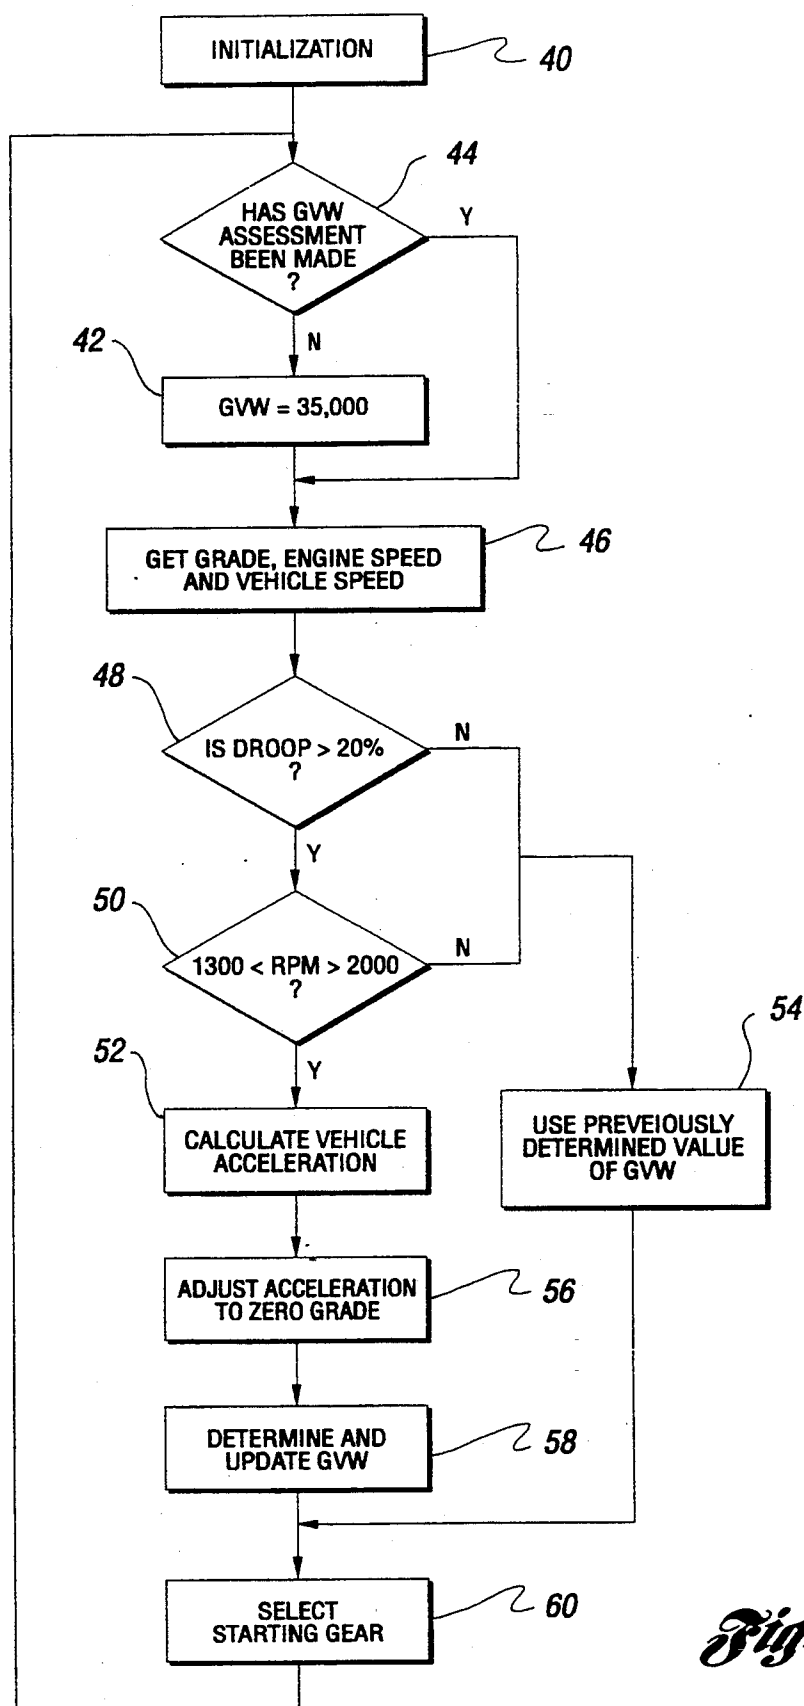 INITIALIZATION
40
44
HAS GVW
ASSESSMENT
BEEN MADE
?
Y
N
42
GVW = 35,000
GET GRADE, ENGINE SPEED
AND VEHICLE SPEED
46
48
IS DROOP > 20%
?
N
Y
50
1300 < RPM > 2000
?
N
Y
52
CALCULATE VEHICLE
ACCELERATION
54
USE PREVEIOUSLY
DETERMINED VALUE
OF GVW
ADJUST ACCELERATION
TO ZERO GRADE
56
DETERMINE AND
UPDATE GVW
58
SELECT
STARTING GEAR
60
Fig